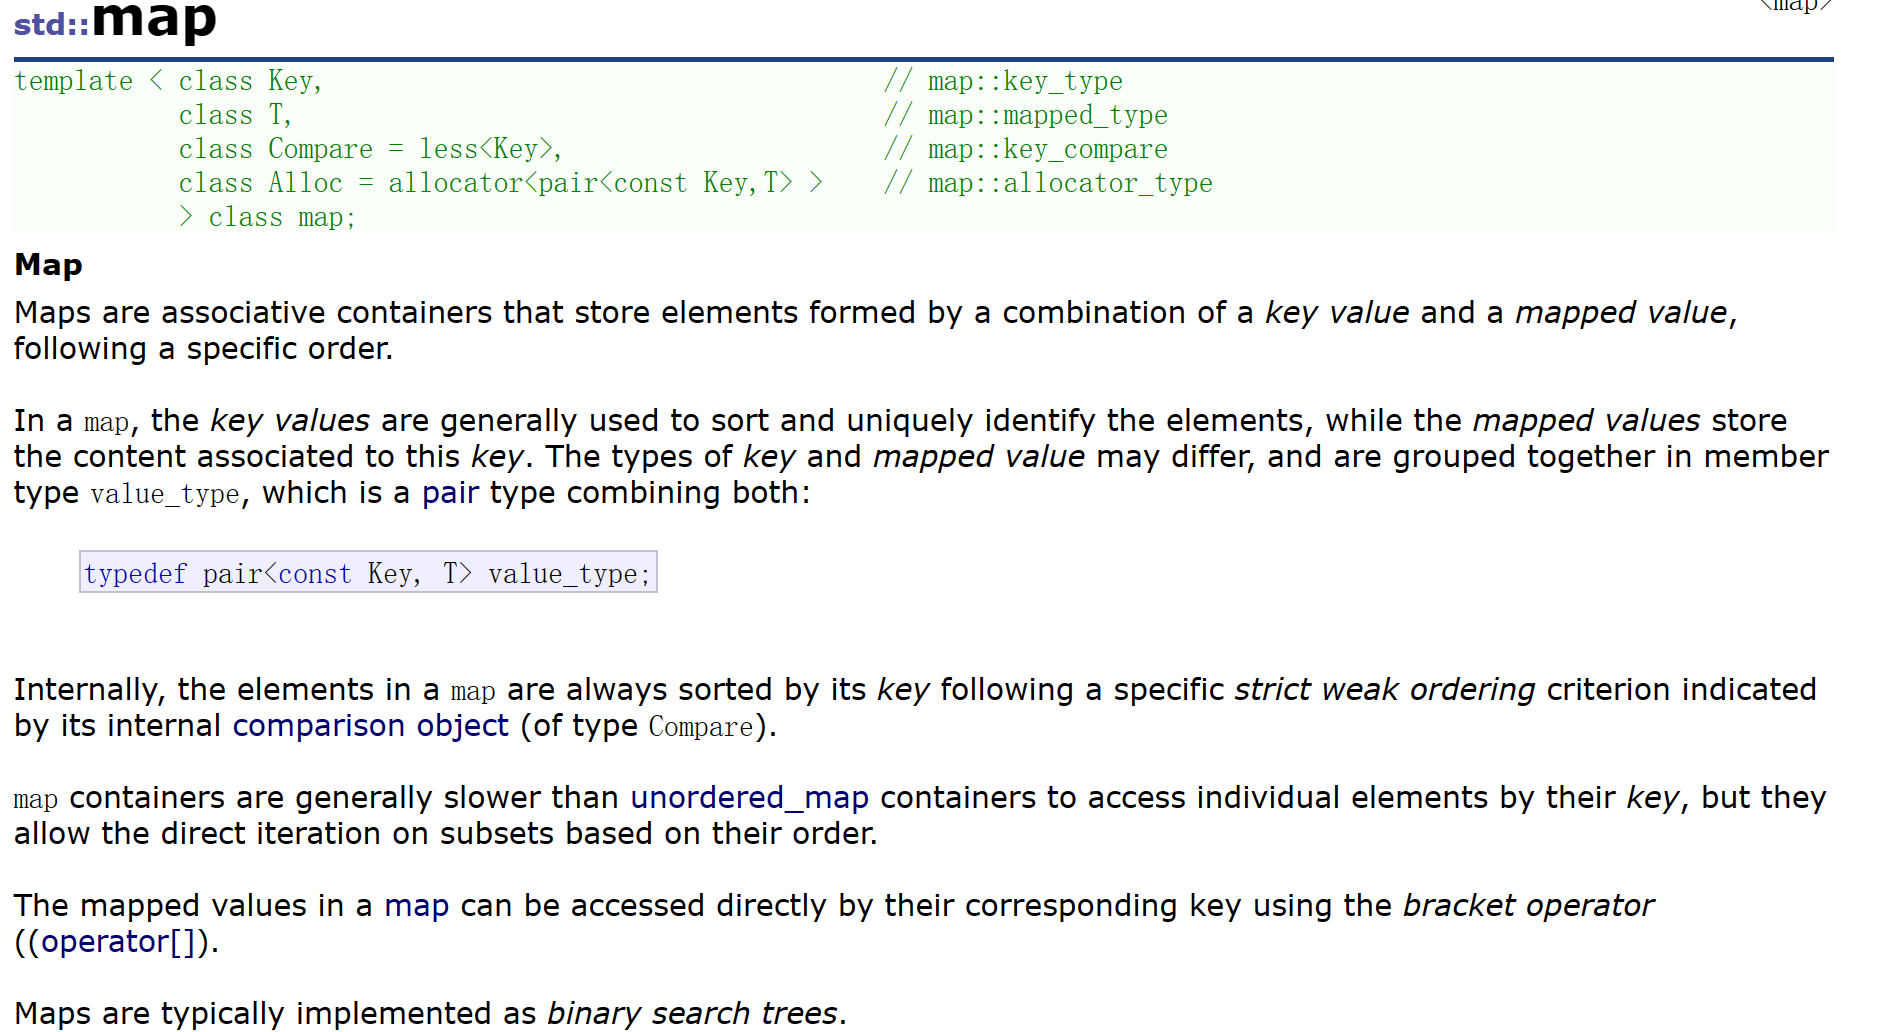 <map>
std::map
template < class Key,                                     // map::key_type
           class T,                                       // map::mapped_type
           class Compare = less<Key>,                     // map::key_compare
           class Alloc = allocator<pair<const Key,T> >    // map::allocator_type
           > class map;
Map
Maps are associative containers that store elements formed by a combination of a key value and a mapped value,
following a specific order.
In a map, the key values are generally used to sort and uniquely identify the elements, while the mapped values store
the content associated to this key. The types of key and mapped value may differ, and are grouped together in member
type value_type, which is a pair type combining both:
typedef pair<const Key, T> value_type;
Internally, the elements in a map are always sorted by its key following a specific strict weak ordering criterion indicated
by its internal comparison object (of type Compare).
map containers are generally slower than unordered_map containers to access individual elements by their key, but they
allow the direct iteration on subsets based on their order.
The mapped values in a map can be accessed directly by their corresponding key using the bracket operator
((operator[]).
Maps are typically implemented as binary search trees.